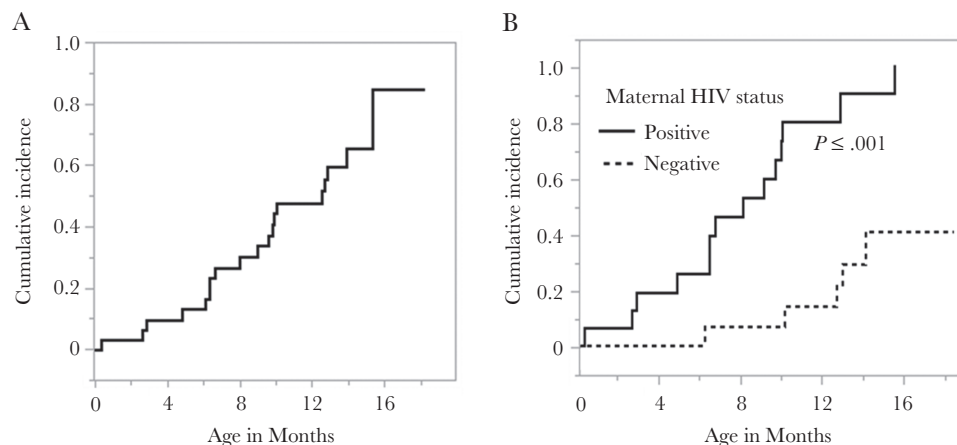 A
1.0
0.8
0.6
0.4
0.2
0
Cumulative incidence
0 4 8 12 16
Age in Months
B
1.0
0.8
0.6
0.4
0.2
0
Cumulative incidence
Maternal HIV status
Positive
Negative
P ≤ .001
0 4 8 12 16
Age in Months